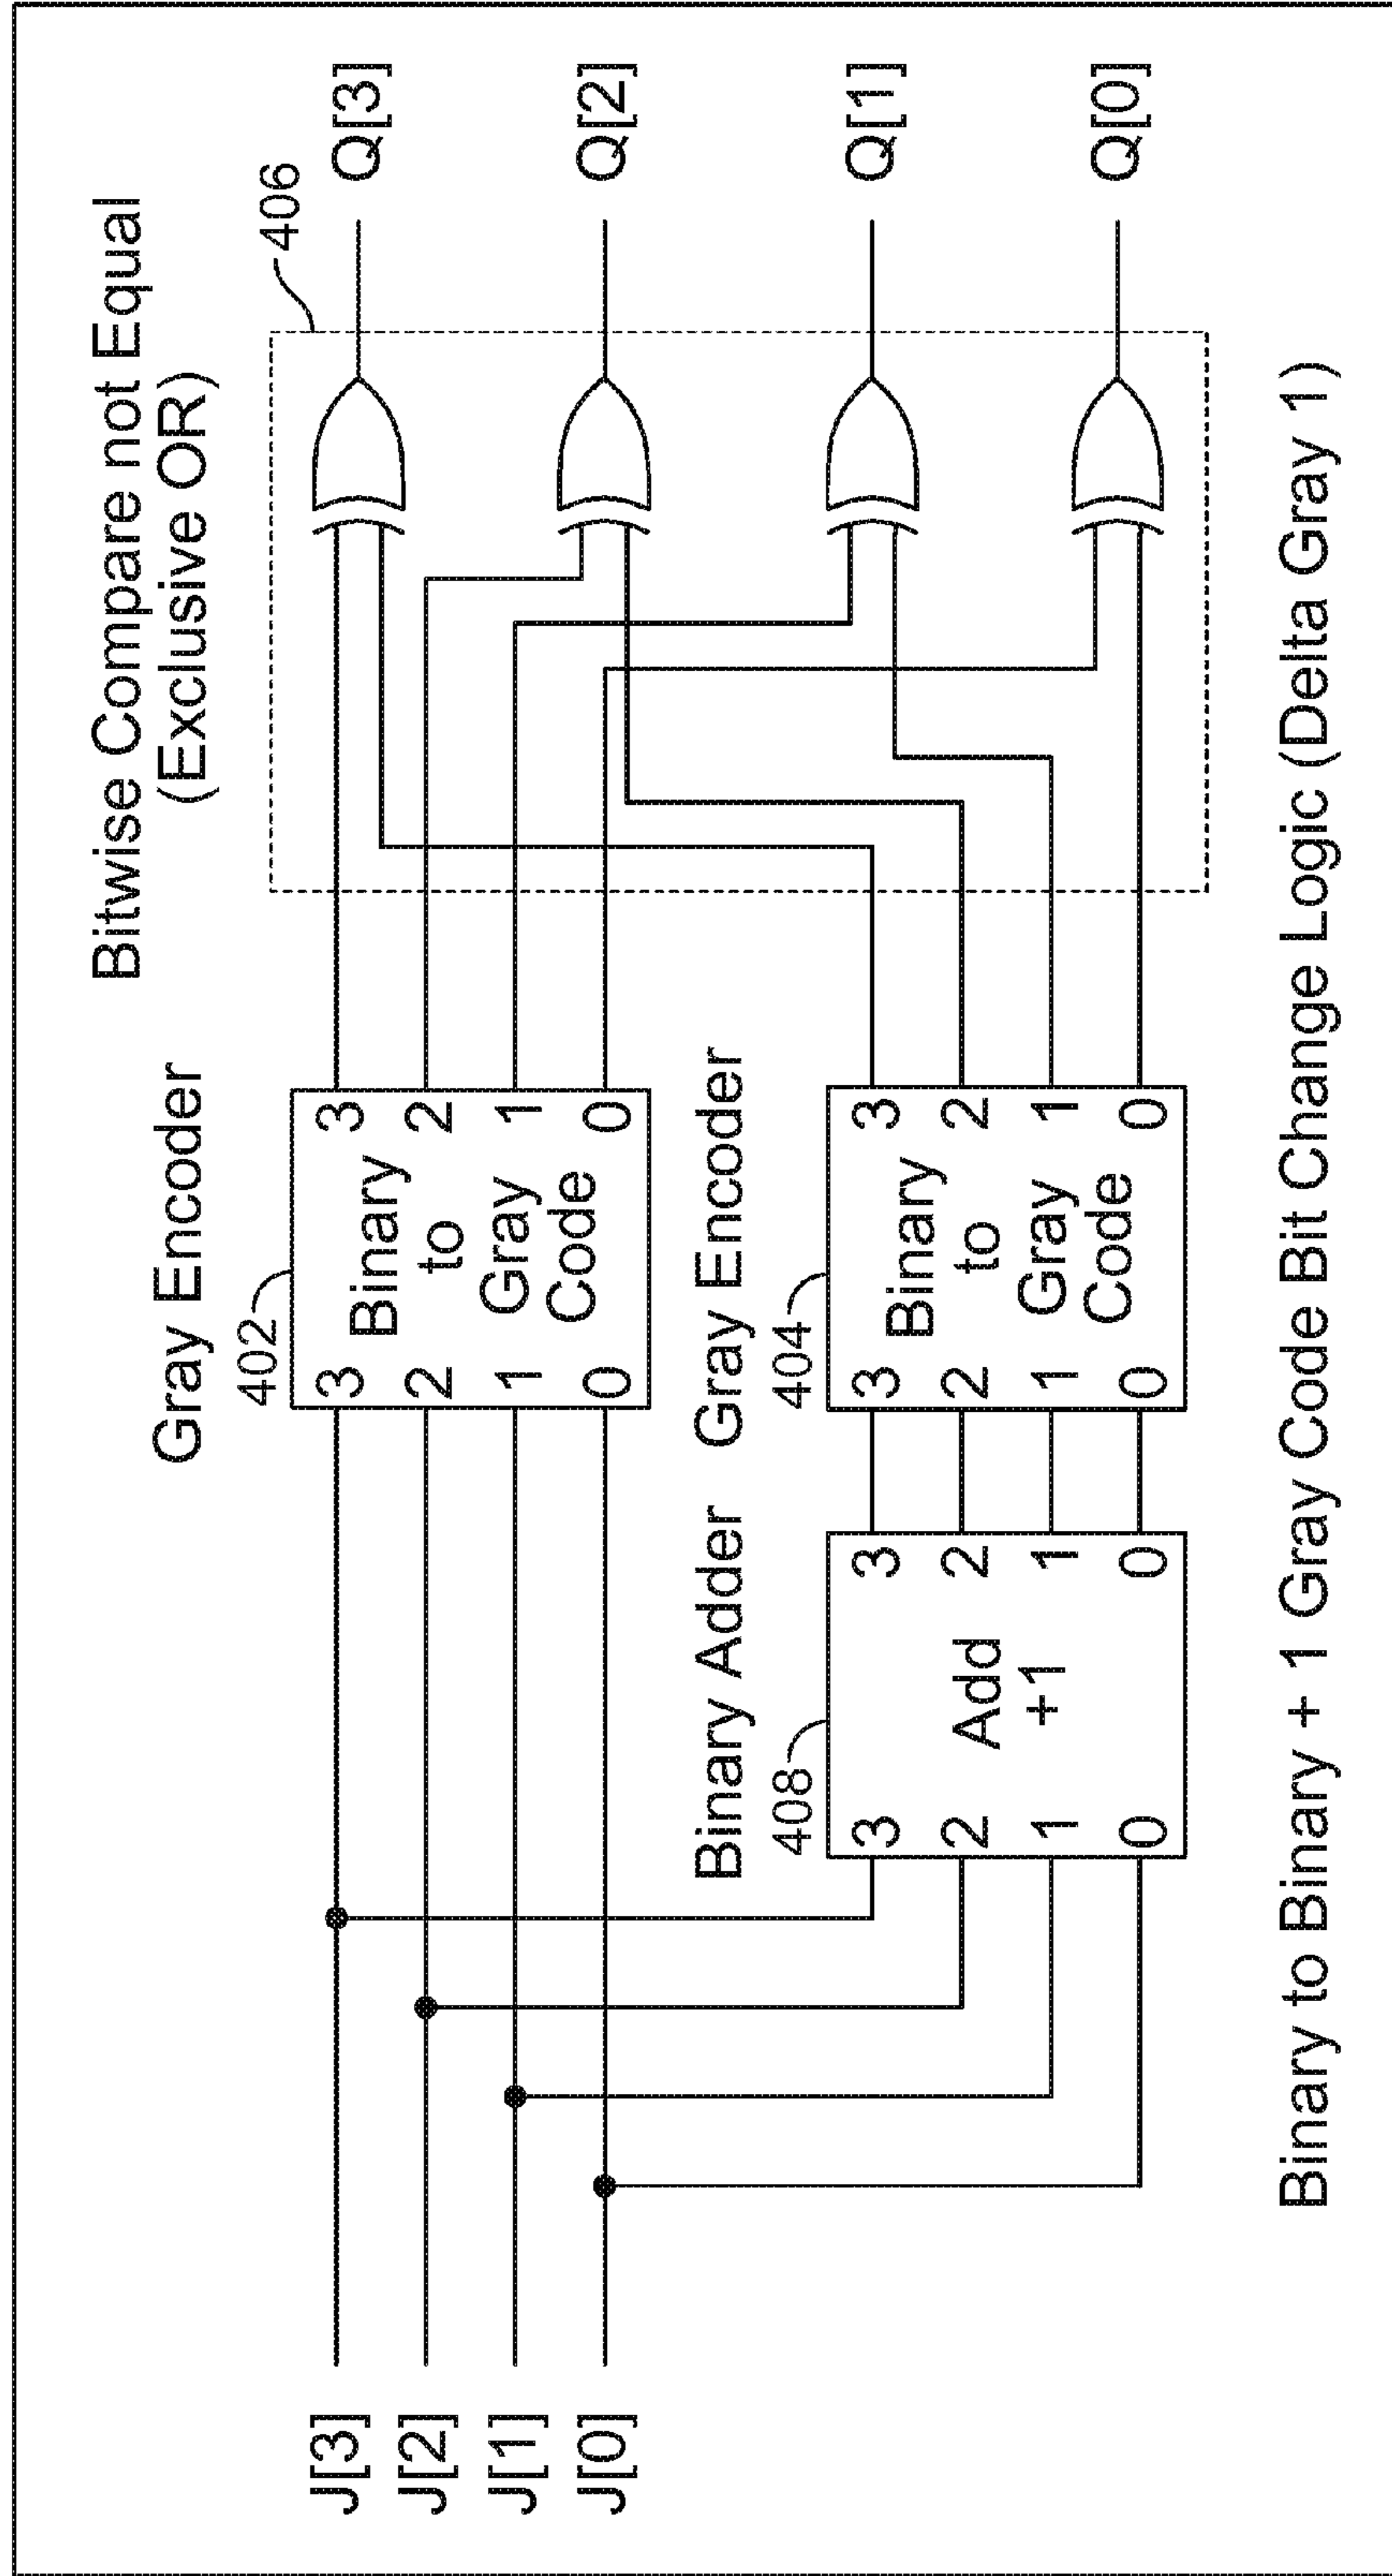 Bitwise Compare not Equal
(Exclusive OR)
406
Gray Encoder
402
3
2
1
0
Binary
to
Gray
Code
3
2
1
0
J[3]
J[2]
J[1]
J[0]
Q[3]
Q[2]
Q[1]
Q[0]
Binary Adder
408
3
2
1
0
Add
+1
3
2
1
0
Gray Encoder
404
3
2
1
0
Binary
to
Gray
Code
3
2
1
0
Binary to Binary + 1 Gray Code Bit Change Logic (Delta Gray 1)